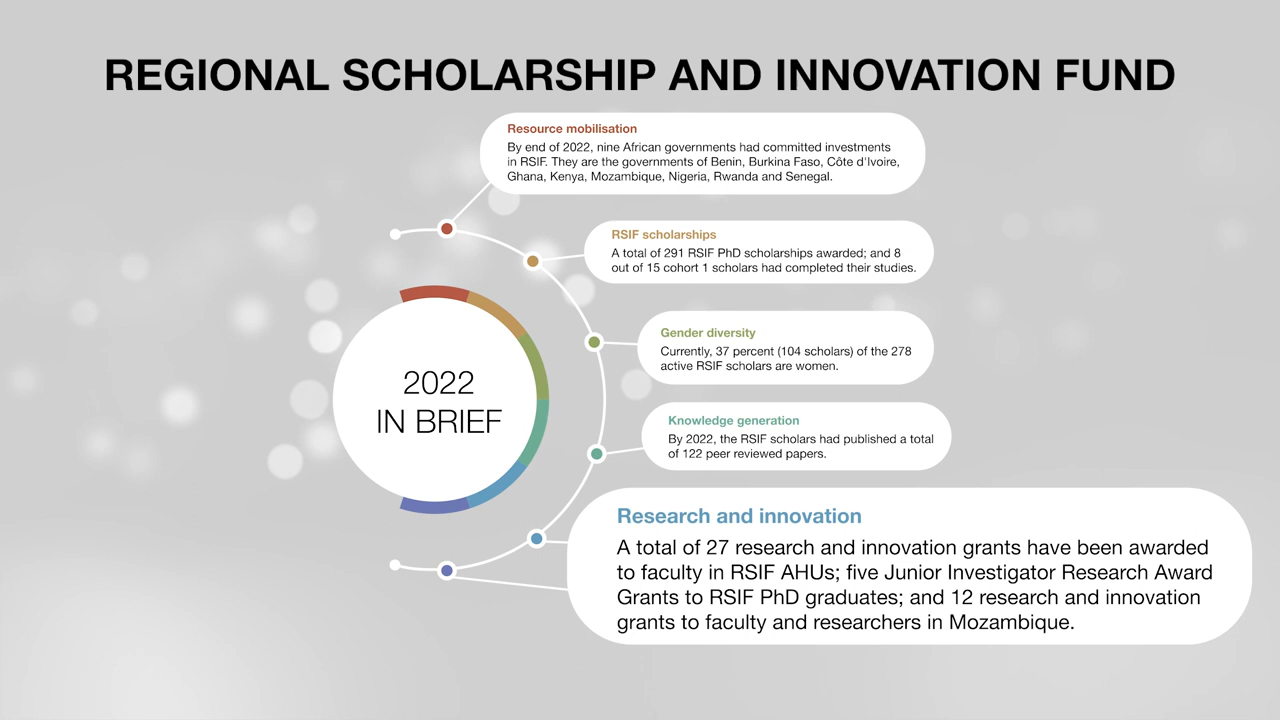 REGIONAL SCHOLARSHIP AND INNOVATION FUND
Resource mobilisation
By end of 2022, nine African governments had committed investments
in RSIF. They are the governments of Benin, Burkina Faso, Côte d'Ivoire,
Ghana, Kenya, Mozambique, Nigeria, Rwanda and Senegal.
RSIF scholarships
A total of 291 RSIF PhD scholarships awarded; and 8
out of 15 cohort 1 scholars had completed their studies.
Gender diversity
Currently, 37 percent (104 scholars) of the 278
active RSIF scholars are women.
2022
IN BRIEF
Knowledge generation
By 2022, the RSIF scholars had published a total
of 122 peer reviewed papers.
Research and innovation
A total of 27 research and innovation grants have been awarded
to faculty in RSIF AHUs; five Junior Investigator Research Award
Grants to RSIF PhD graduates; and 12 research and innovation
grants to faculty and researchers in Mozambique.